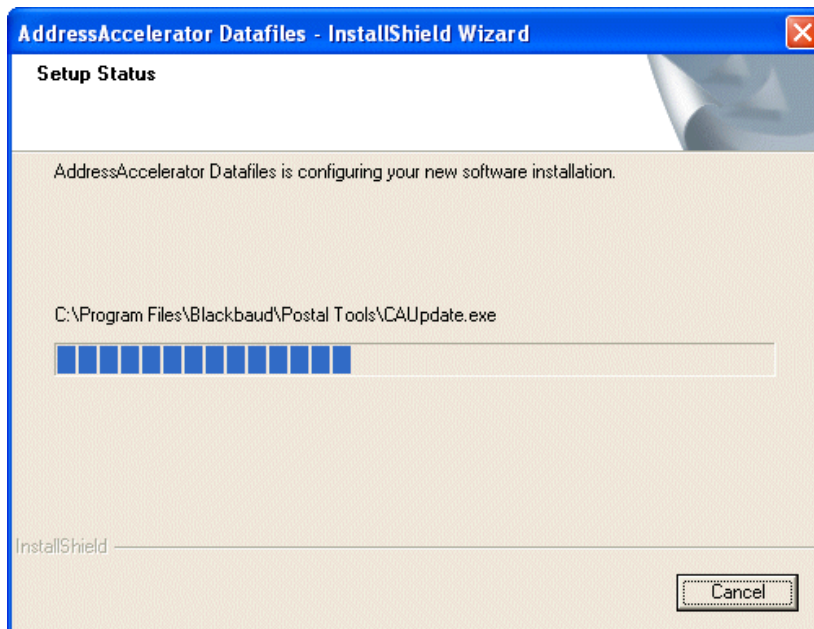 AddressAccelerator Datafiles - InstallShield Wizard
Setup Status
AddressAccelerator Datafiles is configuring your new software installation.
C:\Program Files\Blackbaud\Postal Tools\CAUpdate.exe
InstallShield
Cancel